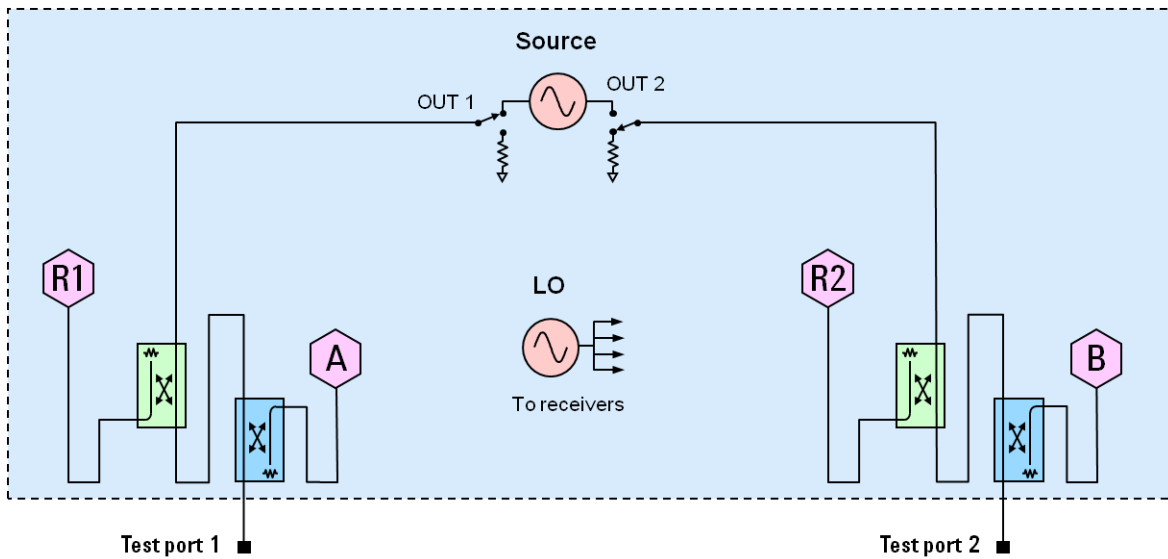 Source
OUT 1
OUT 2
R1
LO
R2
A
B
To receivers
Test port 1
Test port 2